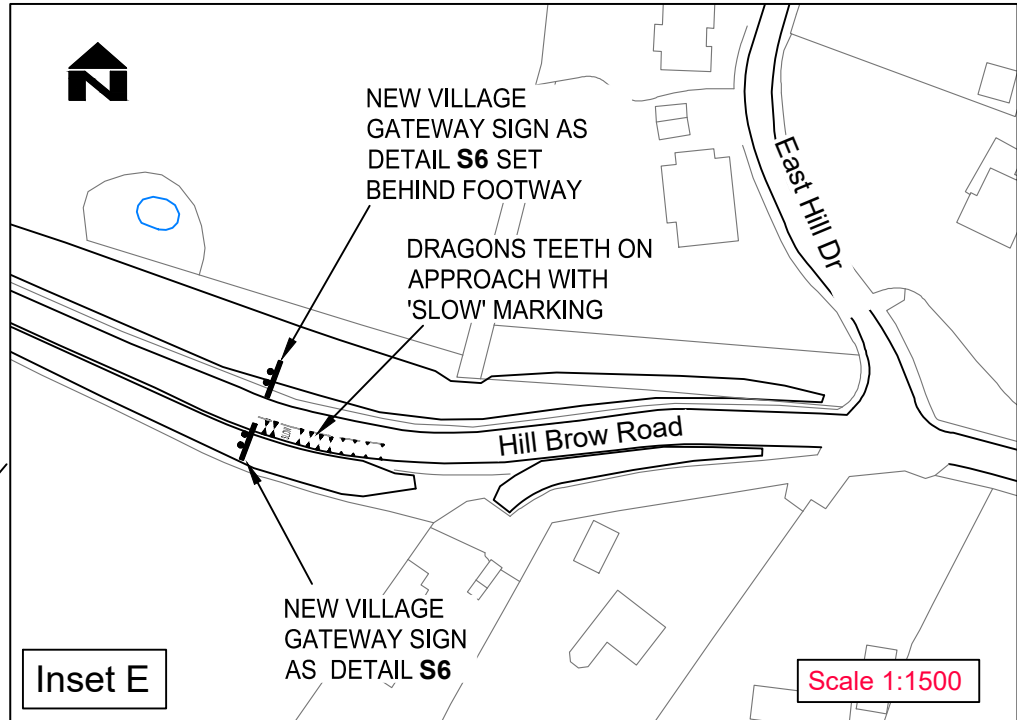 N
NEW VILLAGE
GATEWAY SIGN AS
DETAIL S6 SET
BEHIND FOOTWAY
DRAGONS TEETH ON
APPROACH WITH
'SLOW' MARKING
East Hill Dr
SLOW
Hill Brow Road
NEW VILLAGE
GATEWAY SIGN
AS DETAIL S6
Inset E
Scale 1:1500